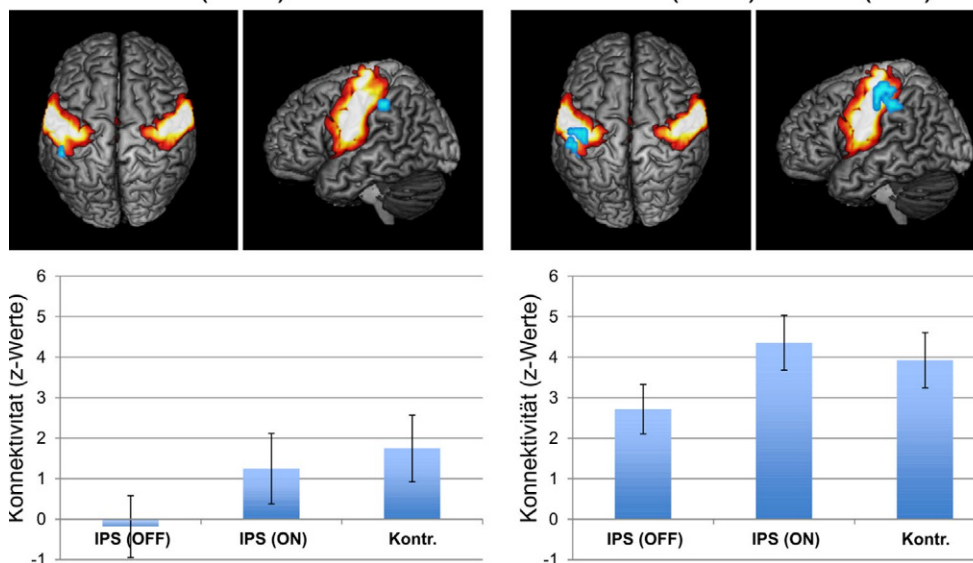 Konnektivitat (z-Werte)
6
5
4
3
2
1
0
-1
IPS (OFF)
IPS (ON)
Kontr.
Konnektivität (z-Werte)
6
5
4
3
2
1
0
-1
IPS (OFF)
IPS (ON)
Kontr.